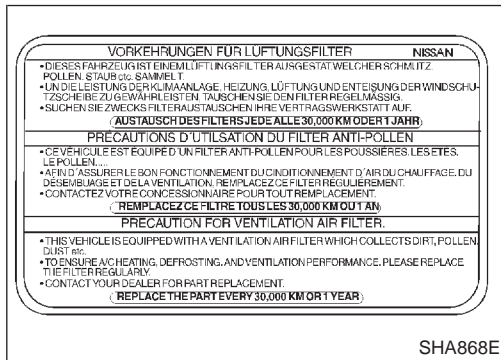 VORKEHRUNGEN FÜR LÜFTUNGSFILTER NISSAN
• DIESES FAHRZEUG IST EINEM LÜFTUNGSFILTER AUSGESTAT WELCHER SCHMUTZ.
POLLEN. STAUB etc. SAMMELT.
• UN DIE LEISTUNG DER KLIMAANLAGE, HEIZUNG, LÜFTUNG UND ENTEISUNG DER WINDSCHU-
TZSCHEIBE ZU GEWÄHRLEISTEN, TAUSCHEN SIE DEN FILTER REGELMÄSSIG.
• SUCHEN SIE ZWECKS FILTERAUSTAUSCHEN IHRE VERTRAGSWERKSTATT AUF.
(AUSTAUSCH DES FILTERS JEDE ALLE 30,000 KM ODER 1 JAHR)
PRÉCAUTIONS D'UTILSATION DU FILTER ANTI-POLLEN
• CE VÉHICULE EST ÉQUIPÉ D'UN FILTER ANTI-POLLEN POUR LES POUSSIÈRES. LES ETÉS.
LE POLLEN.....
• AFIN D'ASSURER LE BON FONCTIONNEMENT DU CINDITIONNEMENT D'AIR DU CHAUFFAGE. DU
DÉSEMBUAGE ET DE LA VENTILATION, REMPLACEZ CE FILTER RÉGULIÈREMENT.
• CONTACTEZ VOTRE CONCESSIONNAIRE POUR TOUT REMPLACEMENT.
(REMPLACEZ CE FILTRE TOUS LES 30,000 KM OU 1 AN)
PRECAUTION FOR VENTILATION AIR FILTER.
• THIS VEHICLE IS EQUIPPED WITH A VENTILATION AIR FILTER WHICH COLLECTS DIRT, POLLEN,
DUST etc.
• TO ENSURE A/C HEATING, DEFROSTING. AND VENTILATION PERFORMANCE. PLEASE REPLACE
THE FILTER REGULARLY.
• CONTACT YOUR DEALER FOR PART REPLACEMENT.
(REPLACE THE PART EVERY 30,000 KM OR 1 YEAR)
SHA868E